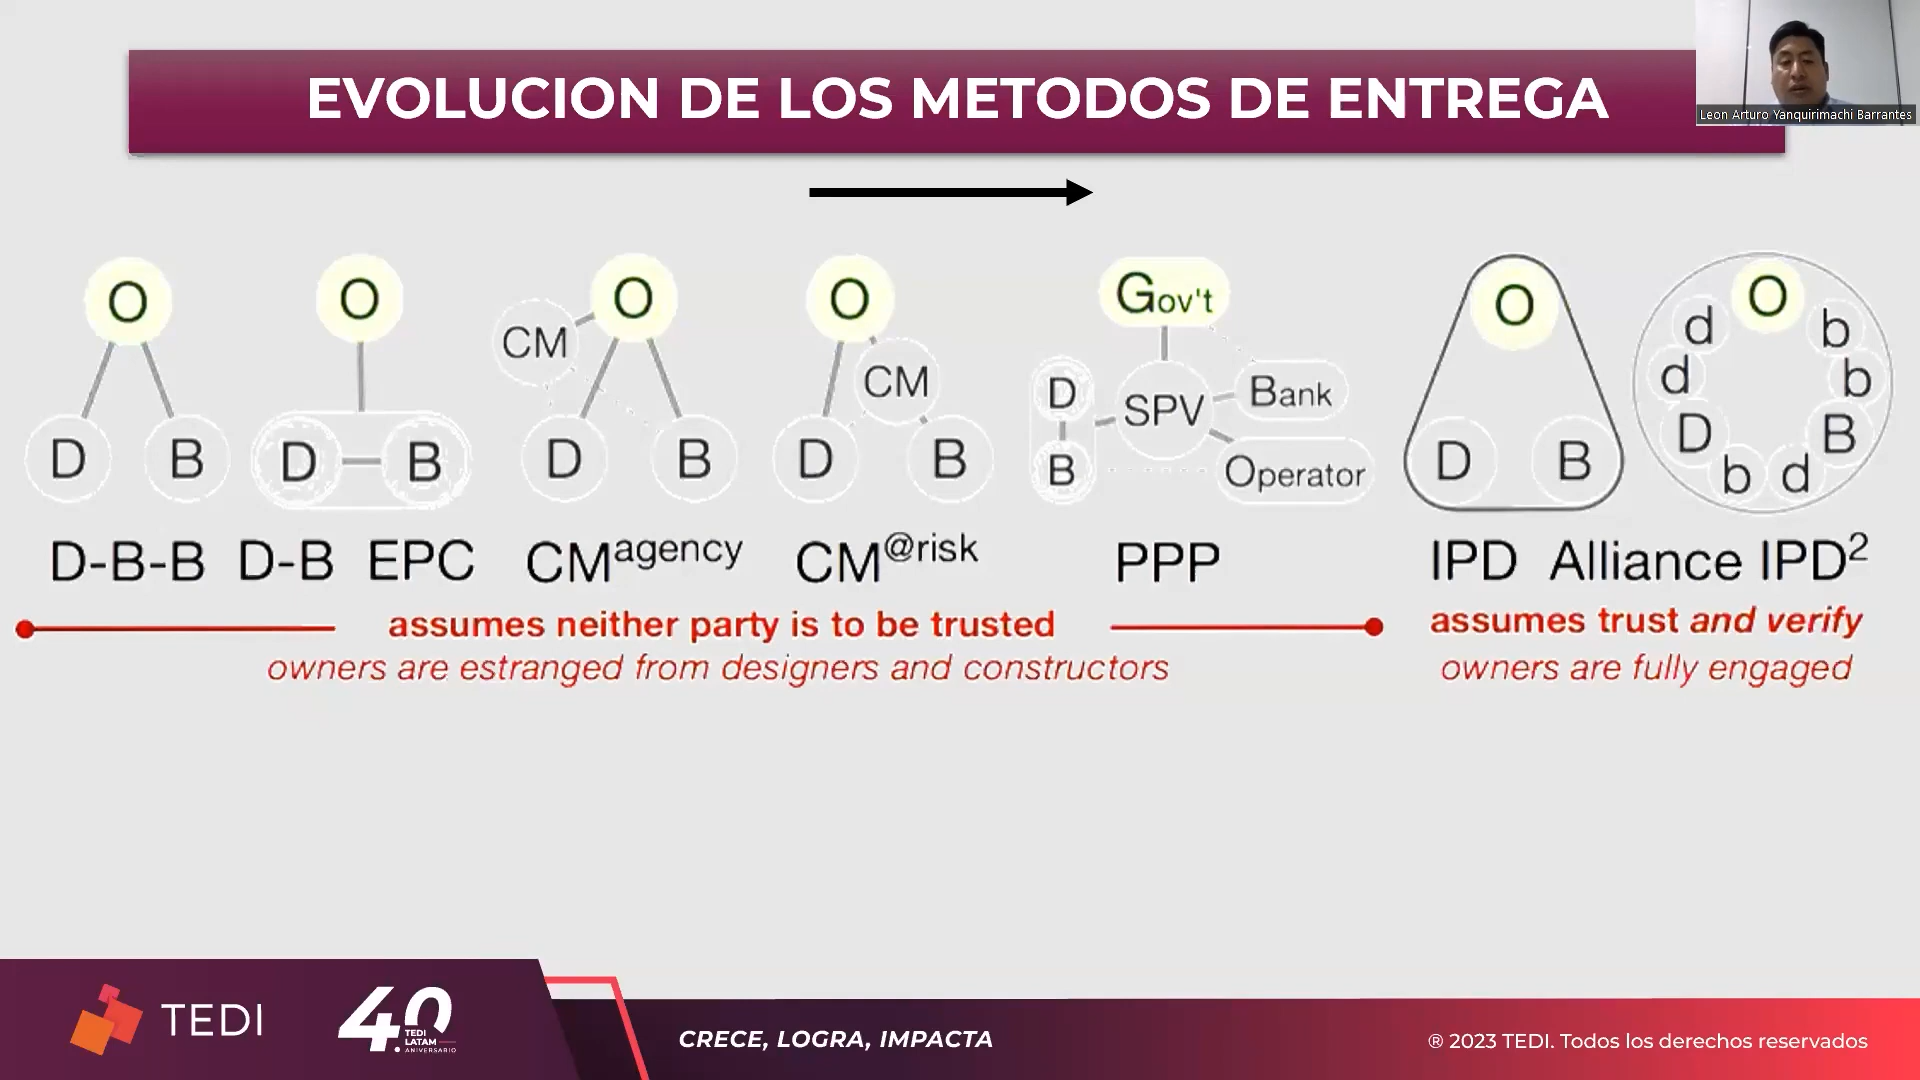 EVOLUCION DE LOS METODOS DE ENTREGA
Leon Arturo Yanquirimachi Barrantes
O
D
B
D-B-B
O
D
B
D-B EPC
CM
O
D
B
CMagency
O
CM
D
B
CM@risk
Gov't
D
B
SPV
Bank
Operator
PPP
O
D
B
IPD
O
d
b
d
b
D
B
b
d
Alliance IPD²
assumes neither party is to be trusted
owners are estranged from designers and constructors
assumes trust and verify
owners are fully engaged
TEDI
4.0
TEDI
LATAM
ANIVERSARIO
CRECE, LOGRA, IMPACTA
® 2023 TEDI. Todos los derechos reservados